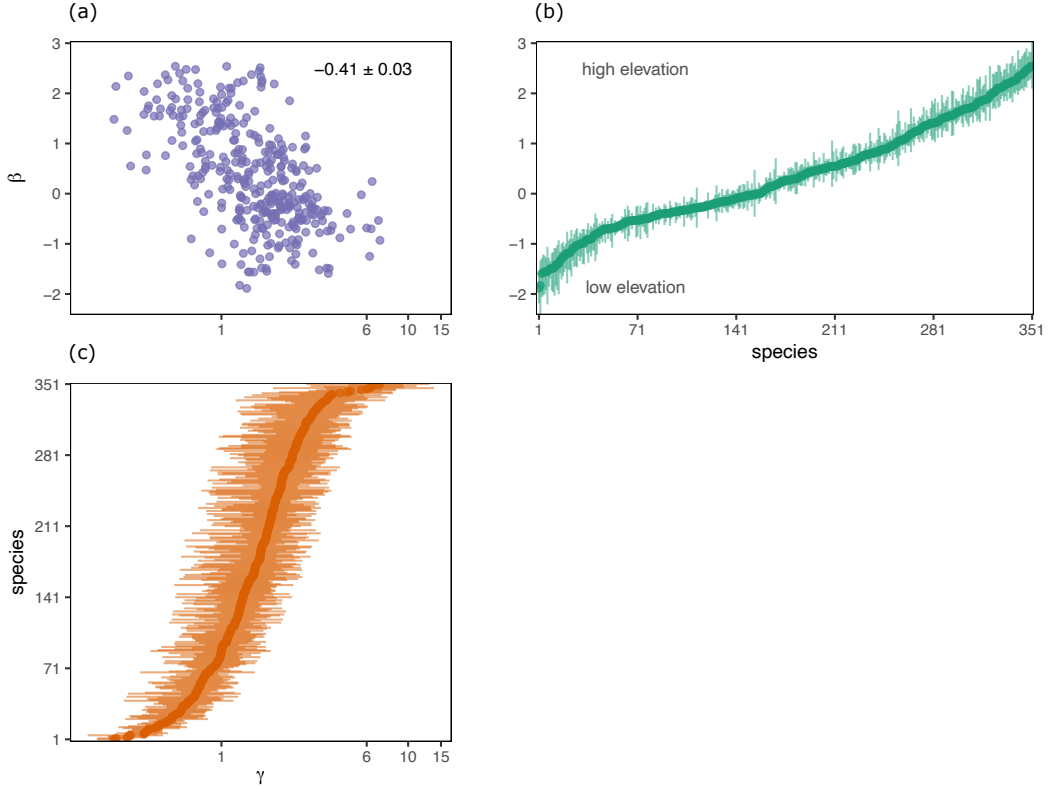 (a)
3
2
1
0
−1
−2
β
−0.41 ± 0.03
1 6 10 15
(b)
3
2
1
0
−1
−2
high elevation
low elevation
1 71 141 211 281 351
species
(c)
351
281
211
141
71
1
species
1 6 10 15
γ